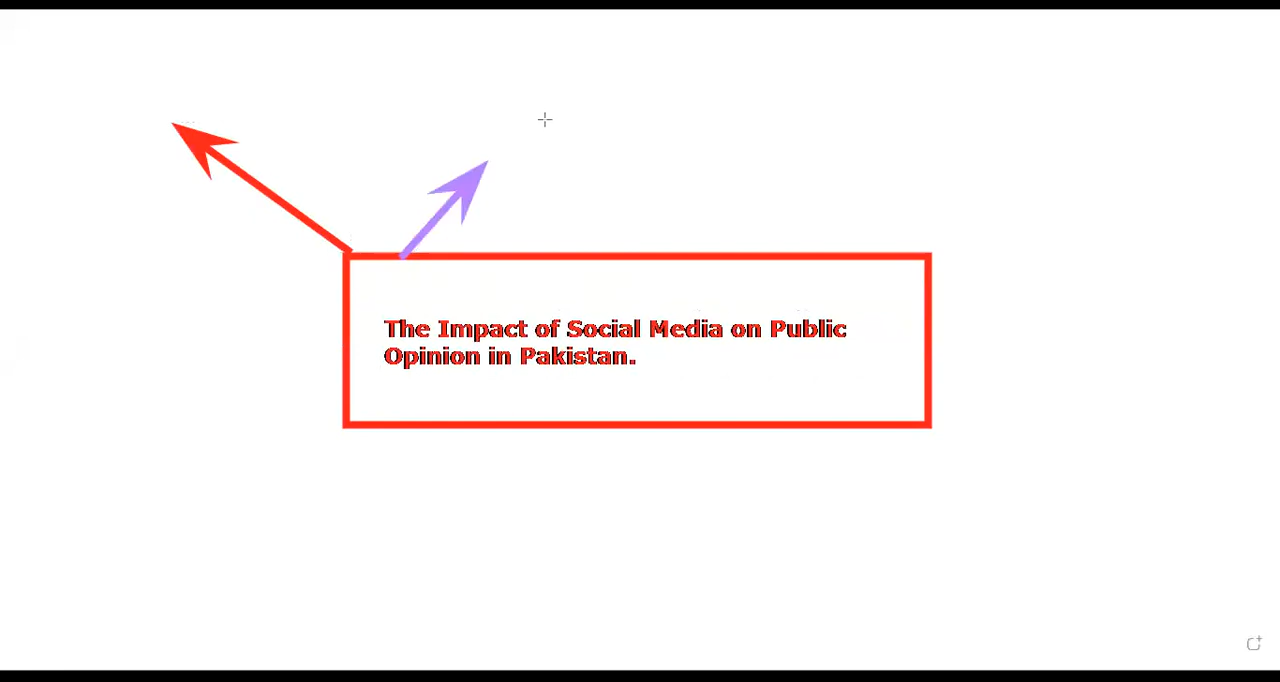 The Impact of Social Media on Public
Opinion in Pakistan.